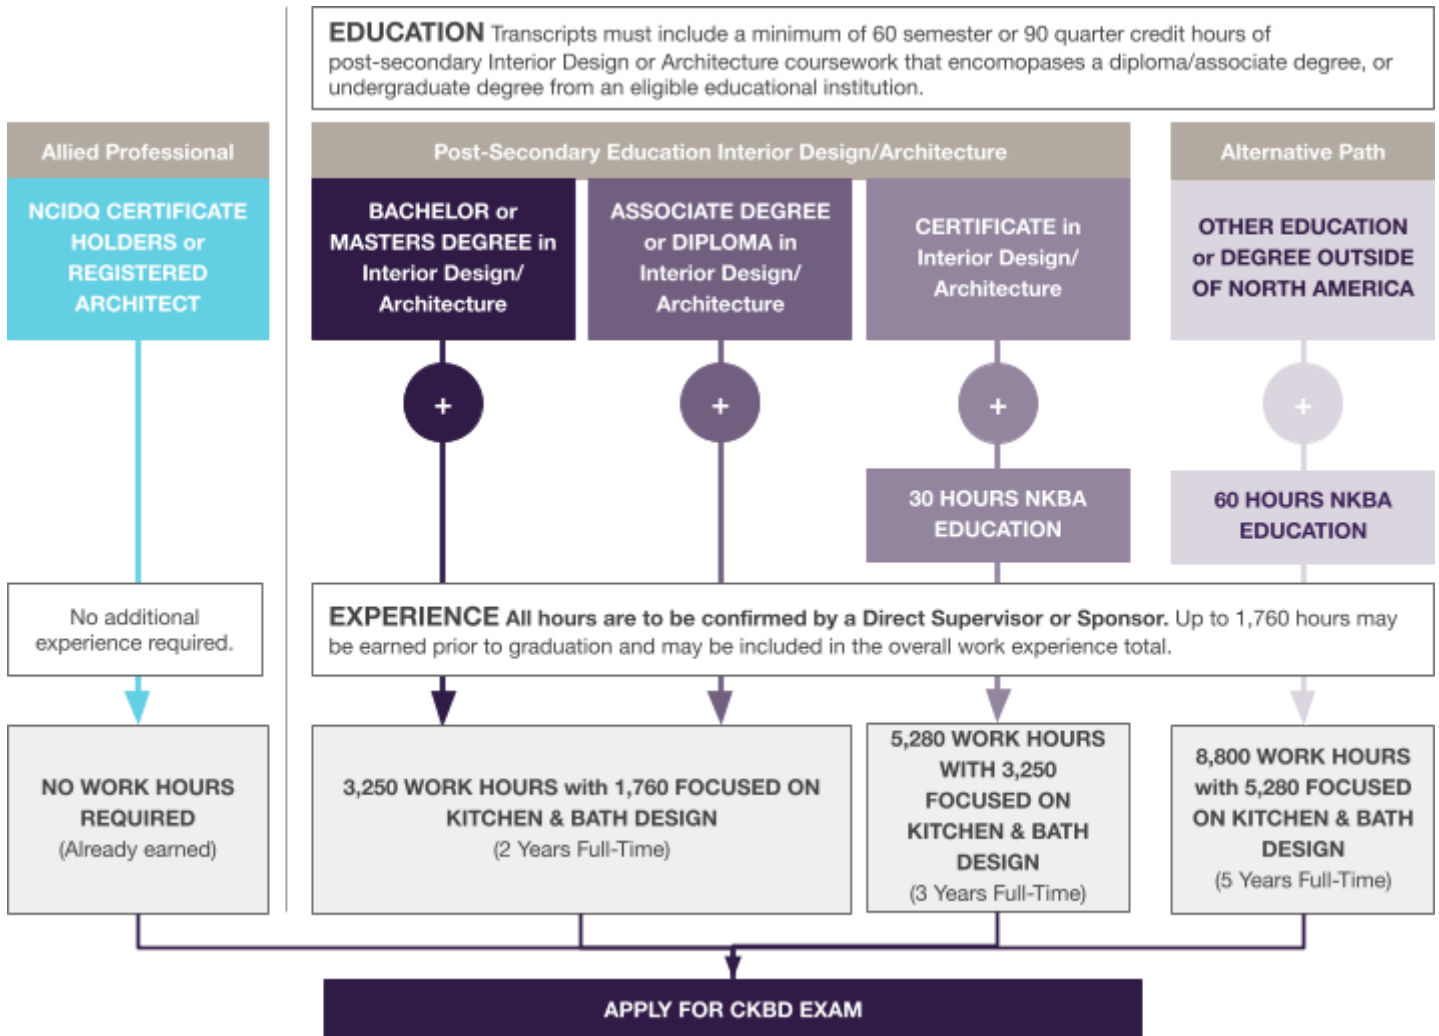 EDUCATION Transcripts must include a minimum of 60 semester or 90 quarter credit hours of
post-secondary Interior Design or Architecture coursework that encomopases a diploma/associate degree, or
undergraduate degree from an eligible educational institution.
Allied Professional
Post-Secondary Education Interior Design/Architecture
Alternative Path
NCIDQ CERTIFICATE
HOLDERS or
REGISTERED
ARCHITECT
BACHELOR or
MASTERS DEGREE in
Interior Design/
Architecture
ASSOCIATE DEGREE
or DIPLOMA in
Interior Design/
Architecture
CERTIFICATE in
Interior Design/
Architecture
OTHER EDUCATION
or DEGREE OUTSIDE
OF NORTH AMERICA
+
+
+
+
30 HOURS NKBA
EDUCATION
60 HOURS NKBA
EDUCATION
No additional
experience required.
EXPERIENCE All hours are to be confirmed by a Direct Supervisor or Sponsor. Up to 1,760 hours may
be earned prior to graduation and may be included in the overall work experience total.
NO WORK HOURS
REQUIRED
(Already earned)
3,250 WORK HOURS with 1,760 FOCUSED ON
KITCHEN & BATH DESIGN
(2 Years Full-Time)
5,280 WORK HOURS
WITH 3,250
FOCUSED ON
KITCHEN & BATH
DESIGN
(3 Years Full-Time)
8,800 WORK HOURS
with 5,280 FOCUSED
ON KITCHEN & BATH
DESIGN
(5 Years Full-Time)
APPLY FOR CKBD EXAM